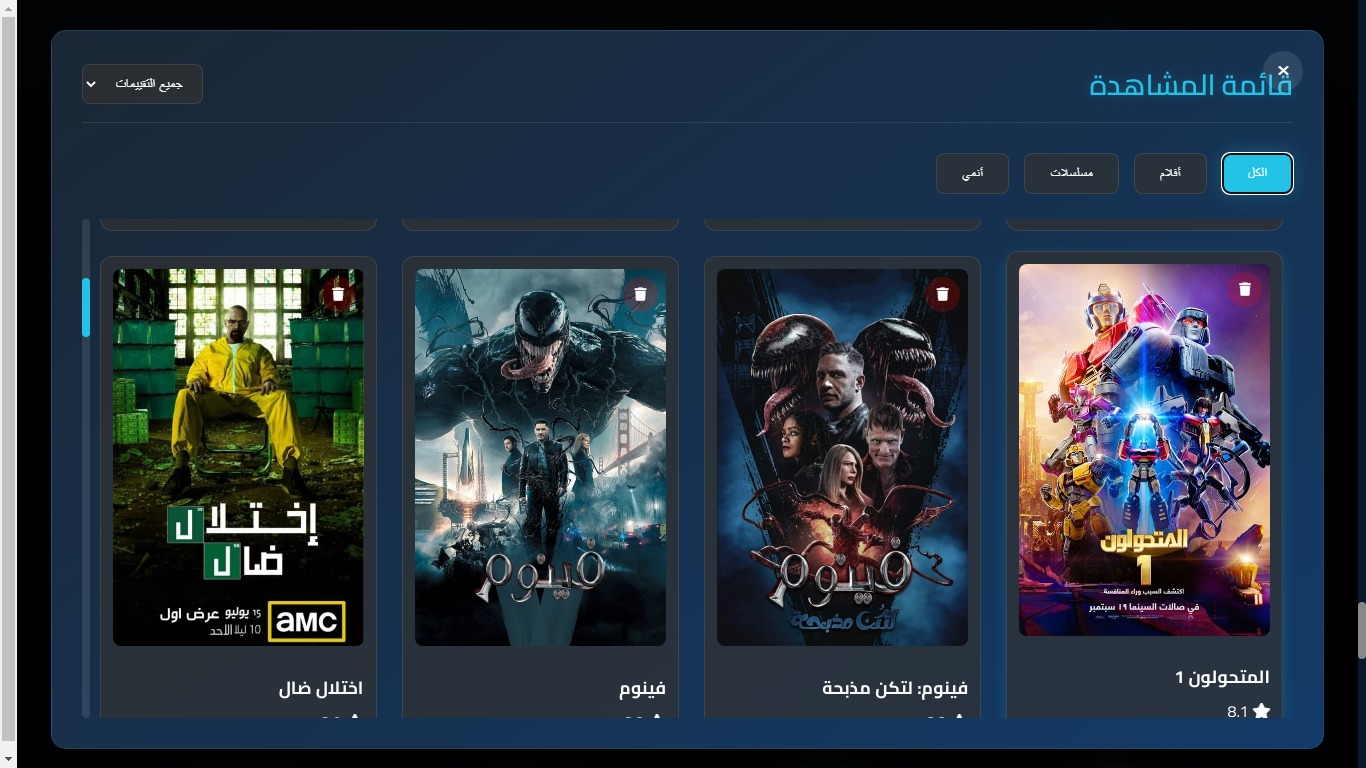 قائمة المشاهدة
جميع التقييمات
الكل
أفلام
مسلسلات
أنمي
المتحولون
1
اكتشف السبب وراء المنافسة
في صالات السينما ١٩ سبتمبر
المتحولون 1
8.1
فينوم
لتكن مذبحة
فينوم: لتكن مذبحة
فينوم
فينوم
إختلال
ضال
15 يوليو عرض اول
10 ليلا الأحد
amc
اختلال ضال